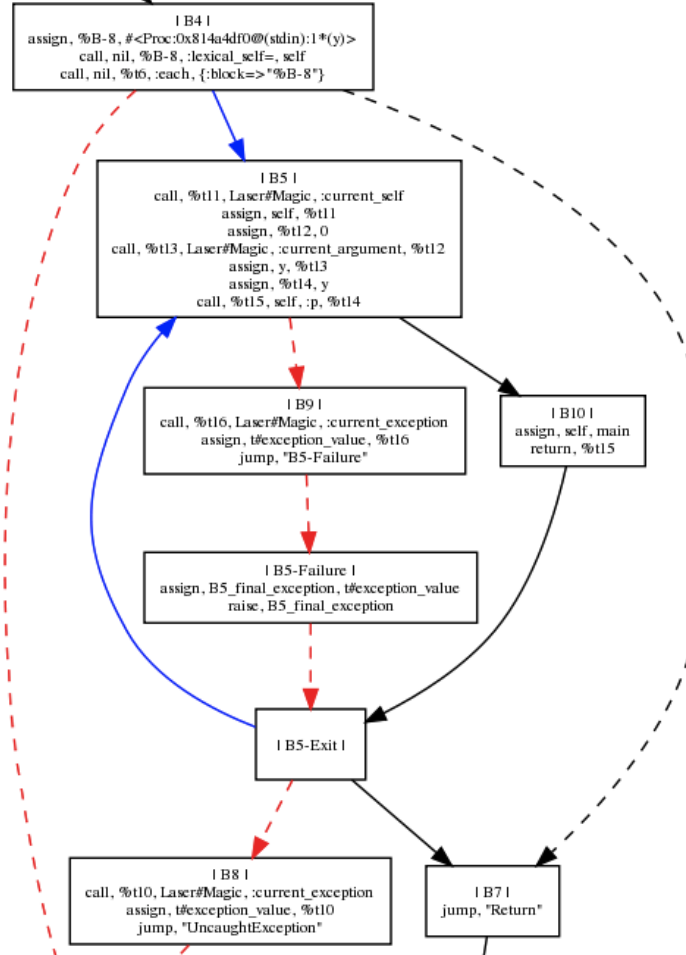 | B4 |
assign, %B-8, #<Proc:0x814a4df0@(stdin):1*(y)>
call, nil, %B-8, :lexical_self=, self
call, nil, %t6, :each, {:block=>"%B-8"}
| B5 |
call, %t11, Laser#Magic, :current_self
assign, self, %t11
assign, %t12, 0
call, %t13, Laser#Magic, :current_argument, %t12
assign, y, %t13
assign, %t14, y
call, %t15, self, :p, %t14
| B9 |
call, %t16, Laser#Magic, :current_exception
assign, t#exception_value, %t16
jump, "B5-Failure"
| B10 |
assign, self, main
return, %t15
| B5-Failure |
assign, B5_final_exception, t#exception_value
raise, B5_final_exception
| B5-Exit |
| B8 |
call, %t10, Laser#Magic, :current_exception
assign, t#exception_value, %t10
jump, "UncaughtException"
| B7 |
jump, "Return"